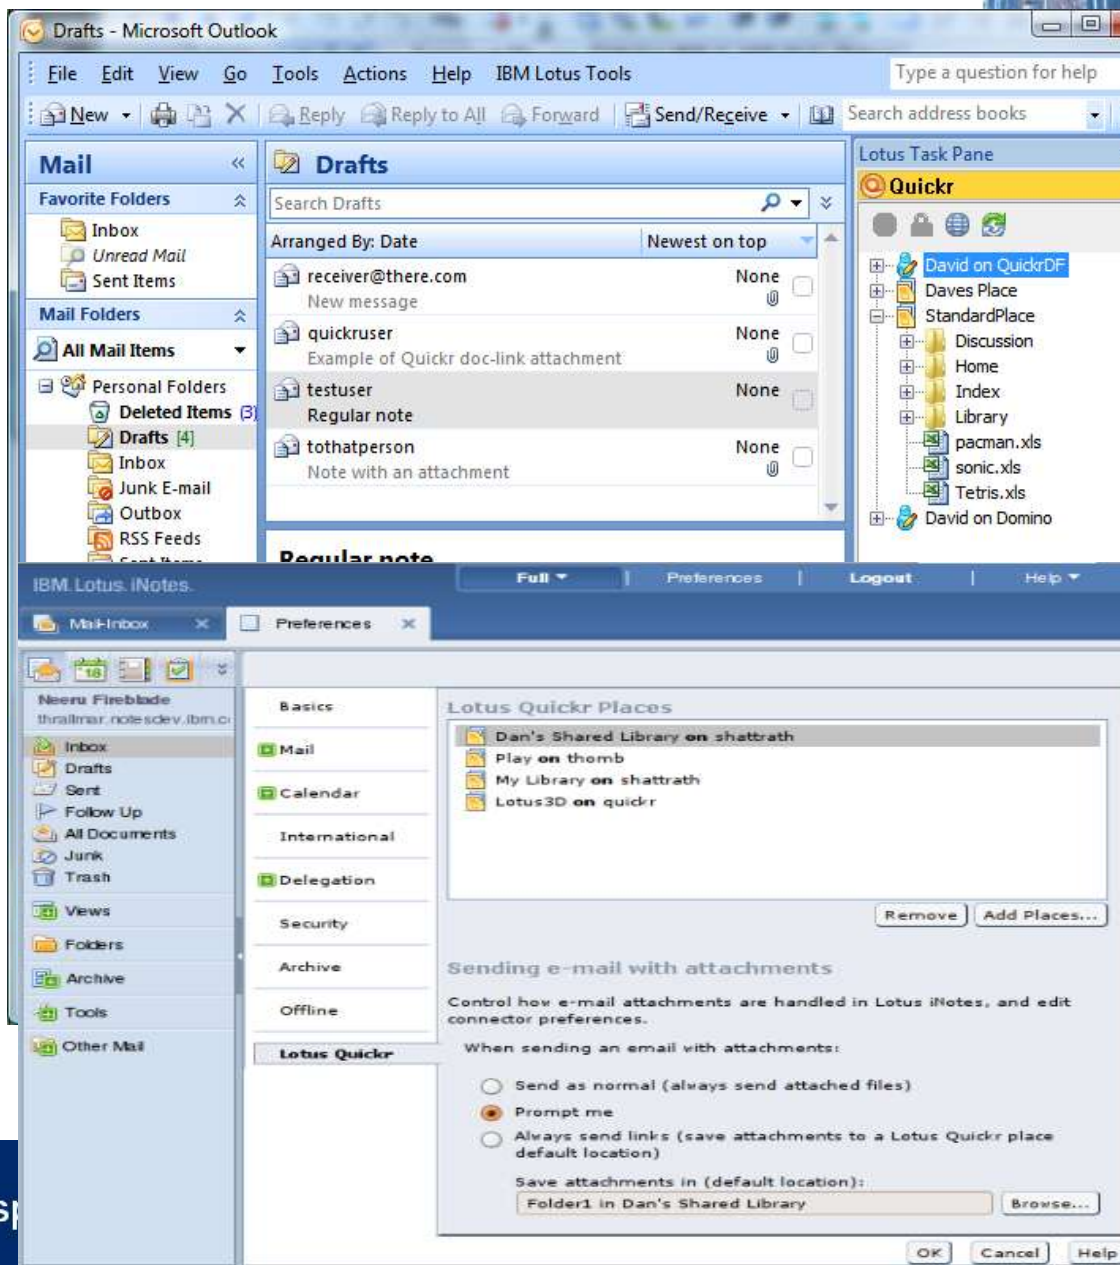 Drafts - Microsoft Outlook
File Edit View Go Tools Actions Help IBM Lotus Tools
Type a question for help
New Reply Reply to All Forward Send/Receive Search address books
Mail
Favorite Folders
Inbox
Unread Mail
Sent Items
Mail Folders
All Mail Items
Personal Folders
Deleted Items (3)
Drafts [4]
Inbox
Junk E-mail
Outbox
RSS Feeds
Sent Items
Drafts
Search Drafts
Arranged By: Date Newest on top
receiver@there.com None
New message
quickruser None
Example of Quickr doc-link attachment
testuser None
Regular note
tothatperson None
Note with an attachment
Regular note
Lotus Task Pane
Quickr
David on QuickrDF
Daves Place
StandardPlace
Discussion
Home
Index
Library
pacman.xls
sonic.xls
Tetris.xls
David on Domino
IBM. Lotus. iNotes.
Full | Preferences | Logout | Help
Mail-Inbox Preferences
Neeru Fireblade
thrallmar.notesdev.ibm.c
Inbox
Drafts
Sent
Follow Up
All Documents
Junk
Trash
Views
Folders
Archive
Tools
Other Mail
Basics
Mail
Calendar
International
Delegation
Security
Archive
Offline
Lotus Quickr
Lotus Quickr Places
Dan's Shared Library on shattrath
Play on thomb
My Library on shattrath
Lotus3D on quickr
Remove Add Places...
Sending e-mail with attachments
Control how e-mail attachments are handled in Lotus iNotes, and edit
connector preferences.
When sending an email with attachments:
Send as normal (always send attached files)
Prompt me
Always send links (save attachments to a Lotus Quickr place
default location)
Save attachments in (default location):
Folder1 in Dan's Shared Library Browse...
OK Cancel Help